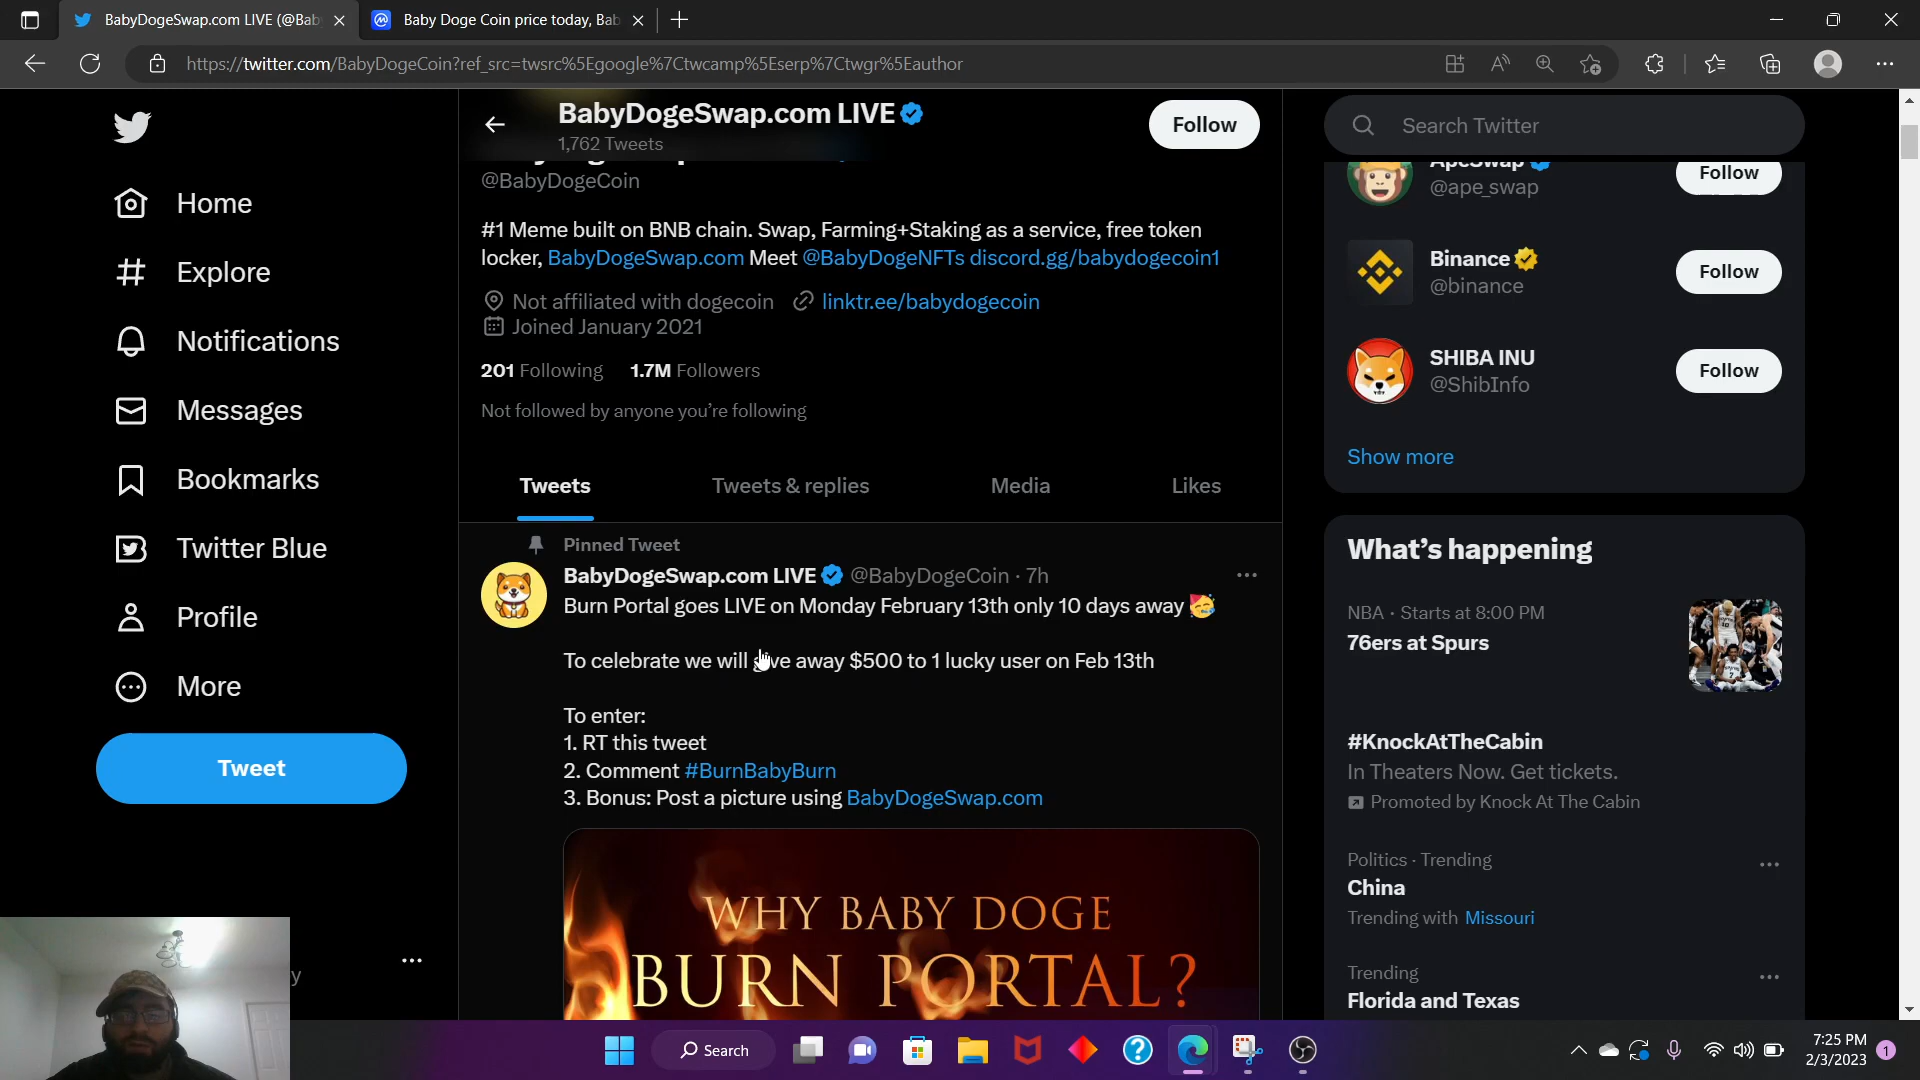 BabyDogeSwap.com LIVE (@Bab
Baby Doge Coin price today, Bab
https://twitter.com/BabyDogeCoin?ref_src=twsrc%5Egoogle%7Ctwcamp%5Eserp%7Ctwgr%5Eauthor
Home
Explore
Notifications
Messages
Bookmarks
Twitter Blue
Profile
More
Tweet
y
BabyDogeSwap.com LIVE
1,762 Tweets
Follow
@BabyDogeCoin
#1 Meme built on BNB chain. Swap, Farming+Staking as a service, free token
locker, BabyDogeSwap.com Meet @BabyDogeNFTs discord.gg/babydogecoin1
Not affiliated with dogecoin linktr.ee/babydogecoin
Joined January 2021
201 Following 1.7M Followers
Not followed by anyone you're following
Tweets Tweets & replies Media Likes
Pinned Tweet
BabyDogeSwap.com LIVE @BabyDogeCoin · 7h
Burn Portal goes LIVE on Monday February 13th only 10 days away
To celebrate we will give away $500 to 1 lucky user on Feb 13th
To enter:
1. RT this tweet
2. Comment #BurnBabyBurn
3. Bonus: Post a picture using BabyDogeSwap.com
WHY BABY DOGE
BURN PORTAL?
Search Twitter
ApeSwap
@ape_swap
Follow
Binance
@binance
Follow
SHIBA INU
@ShibInfo
Follow
Show more
What's happening
NBA · Starts at 8:00 PM
76ers at Spurs
#KnockAtTheCabin
In Theaters Now. Get tickets.
Promoted by Knock At The Cabin
Politics · Trending
China
Trending with Missouri
Trending
Florida and Texas
Search
7:25 PM
2/3/2023
1